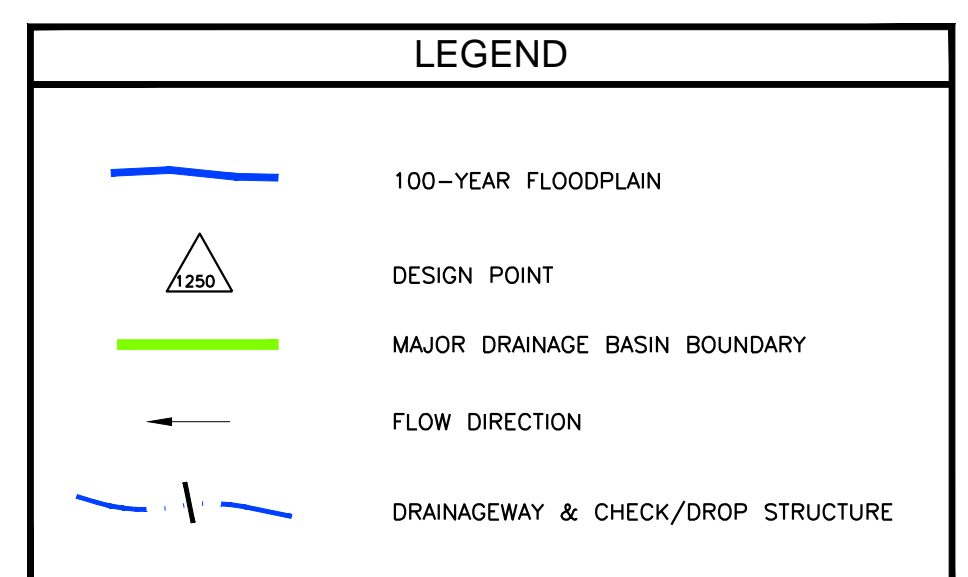 LEGEND
100-YEAR FLOODPLAIN
1250
DESIGN POINT
MAJOR DRAINAGE BASIN BOUNDARY
FLOW DIRECTION
DRAINAGEWAY & CHECK/DROP STRUCTURE